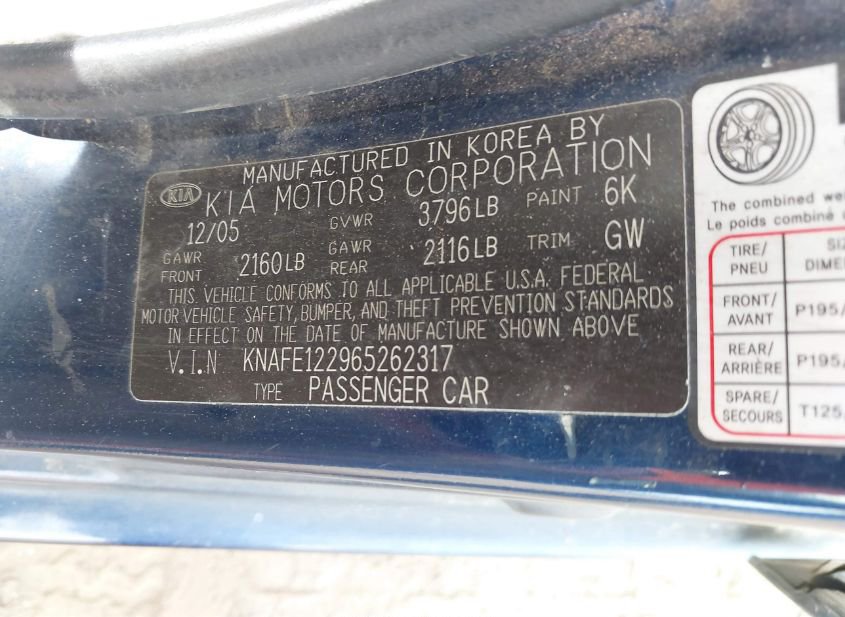 MANUFACTURED IN KOREA BY
KIA KIA MOTORS CORPORATION
12/05 GVWR 3796LB PAINT 6K
GAWR FRONT 2160LB GAWR REAR 2116LB TRIM GW
THIS VEHICLE CONFORMS TO ALL APPLICABLE U.S.A. FEDERAL
MOTOR VEHICLE SAFETY, BUMPER, AND THEFT PREVENTION STANDARDS
IN EFFECT ON THE DATE OF MANUFACTURE SHOWN ABOVE
V.I.N KNAFE122965262317
TYPE PASSENGER CAR
The combined
Le poids combiné
TIRE/
PNEU
FRONT/
AVANT P195/
REAR/
ARRIÈRE P195/
SPARE/
SECOURS T125/